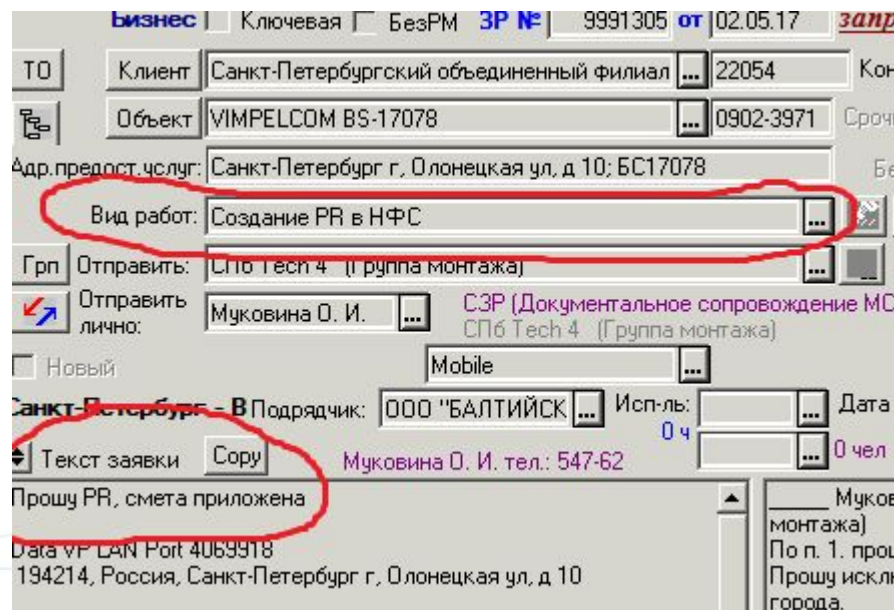 Бизнес Ключевая БезРМ ЗР № 9991305 от 02.05.17
ТО Клиент Санкт-Петербургский объединенный филиал ... 22054
Объект VIMPELCOM BS-17078 ... 0902-3971
Адр.предост.услуг: Санкт-Петербург г, Олонецкая ул, д 10; БС17078
Вид работ: Создание PR в НФС ...
Грп Отправить: СПб Tech 4 (Группа монтажа) ...
Отправить лично: Муковина О. И. ... СЗР (Документальное сопровождение МС
СПб Tech 4 (Группа монтажа)
Новый Mobile ...
Санкт-Петербург - В Подрядчик: ООО "БАЛТИЙСК ... Исп-ль: ... Дата
0 ч
Текст заявки Copy Муковина О. И. тел.: 547-62 ... 0 чел
Прошу PR, смета приложена
Data VP LAN Port 4069918
194214, Россия, Санкт-Петербург г, Олонецкая ул, д 10
монтажа)
По п. 1.
города.